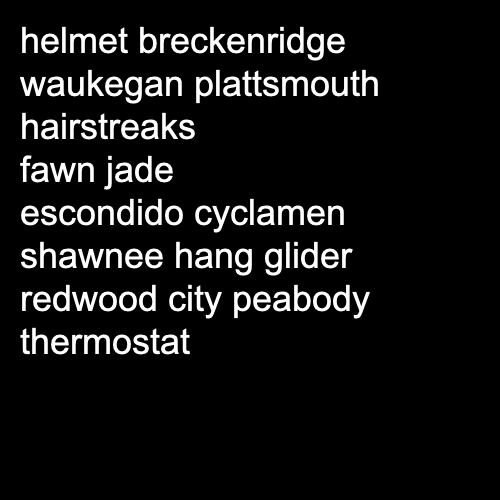 helmet breckenridge
waukegan plattsmouth
hairstreaks
fawn jade
escondido cyclamen
shawnee hang glider
redwood city peabody
thermostat